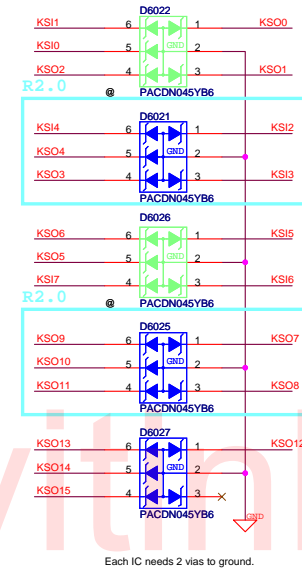 D6022
KSI1 6 1 KSO0
KSI0 5 GND 2
KSO2 4 3 KSO1
R2.0 @ PACDN045YB6
D6021
KSI4 6 1 KSI2
KSO4 5 GND 2
KSO3 4 3 KSI3
PACDN045YB6
D6026
KSO6 6 1 KSI5
KSO5 5 GND 2
KSI7 4 3 KSI6
R2.0 @ PACDN045YB6
D6025
KSO9 6 1 KSO7
KSO10 5 GND 2
KSO11 4 3 KSO8
PACDN045YB6
D6027
KSO13 6 1 KSO12
KSO14 5 GND 2
KSO15 4 3
PACDN045YB6
GND
Each IC needs 2 vias to ground.